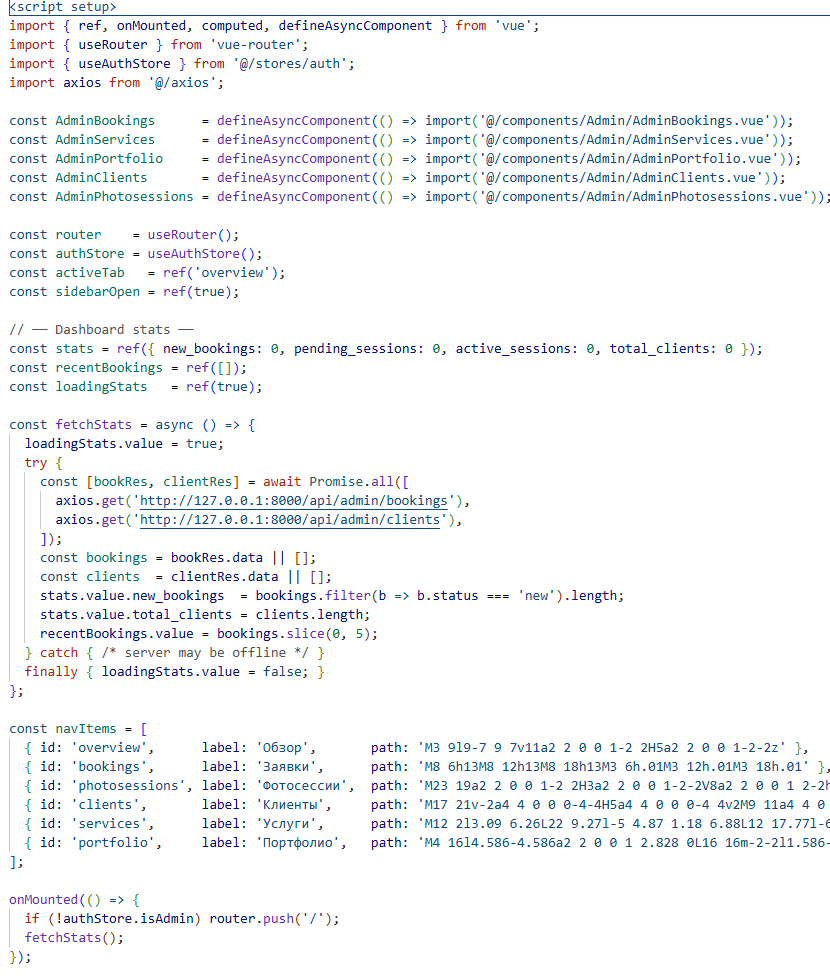 <script setup>
import { ref, onMounted, computed, defineAsyncComponent } from 'vue';
import { useRouter } from 'vue-router';
import { useAuthStore } from '@/stores/auth';
import axios from '@/axios';

const AdminBookings      = defineAsyncComponent(() => import('@/components/Admin/AdminBookings.vue'));
const AdminServices      = defineAsyncComponent(() => import('@/components/Admin/AdminServices.vue'));
const AdminPortfolio     = defineAsyncComponent(() => import('@/components/Admin/AdminPortfolio.vue'));
const AdminClients       = defineAsyncComponent(() => import('@/components/Admin/AdminClients.vue'));
const AdminPhotosessions = defineAsyncComponent(() => import('@/components/Admin/AdminPhotosessions.vue'));

const router    = useRouter();
const authStore = useAuthStore();
const activeTab   = ref('overview');
const sidebarOpen = ref(true);

// —— Dashboard stats ——
const stats = ref({ new_bookings: 0, pending_sessions: 0, active_sessions: 0, total_clients: 0 });
const recentBookings = ref([]);
const loadingStats   = ref(true);

const fetchStats = async () => {
  loadingStats.value = true;
  try {
    const [bookRes, clientRes] = await Promise.all([
      axios.get('http://127.0.0.1:8000/api/admin/bookings'),
      axios.get('http://127.0.0.1:8000/api/admin/clients'),
    ]);
    const bookings = bookRes.data || [];
    const clients  = clientRes.data || [];
    stats.value.new_bookings  = bookings.filter(b => b.status === 'new').length;
    stats.value.total_clients = clients.length;
    recentBookings.value = bookings.slice(0, 5);
  } catch { /* server may be offline */ }
  finally { loadingStats.value = false; }
};

const navItems = [
  { id: 'overview',      label: 'Обзор',       path: 'M3 9l9-7 9 7v11a2 2 0 0 1-2 2H5a2 2 0 0 1-2-2z' },
  { id: 'bookings',      label: 'Заявки',      path: 'M8 6h13M8 12h13M8 18h13M3 6h.01M3 12h.01M3 18h.01' },
  { id: 'photosessions', label: 'Фотосессии',  path: 'M23 19a2 2 0 0 1-2 2H3a2 2 0 0 1-2-2V8a2 2 0 0 1 2-2h
  { id: 'clients',       label: 'Клиенты',     path: 'M17 21v-2a4 4 0 0 0-4-4H5a4 4 0 0 0-4 4v2M9 11a4 4 0
  { id: 'services',      label: 'Услуги',      path: 'M12 2l3.09 6.26L22 9.27l-5 4.87 1.18 6.88L12 17.77l-6
  { id: 'portfolio',     label: 'Портфолио',   path: 'M4 16l4.586-4.586a2 2 0 0 1 2.828 0L16 16m-2-2l1.586-
];

onMounted(() => {
  if (!authStore.isAdmin) router.push('/');
  fetchStats();
});